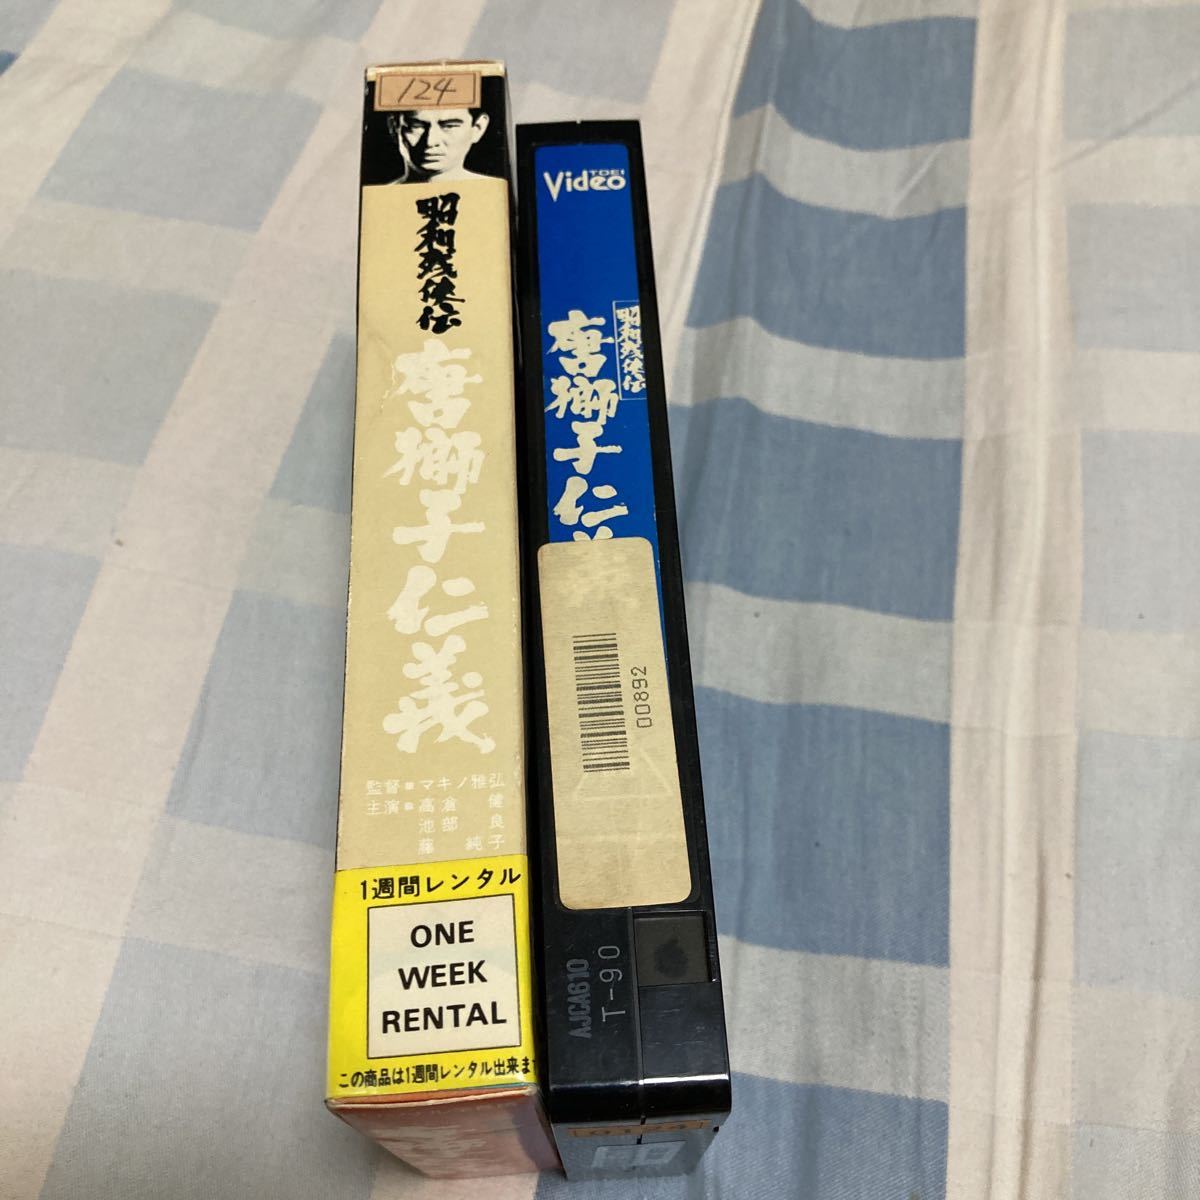 124
昭和残侠伝
唐獅子仁義
監督■マキノ雅弘
主演■高倉 健
池部 良
藤 純子
1週間レンタル
ONE
WEEK
RENTAL
この商品は1週間レンタル出来ま
TOEI
Video
昭和残侠伝
唐獅子仁義
00892
AJCA610
T-90
0124